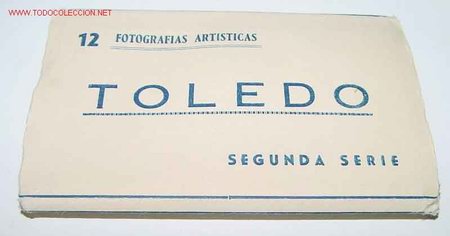 WWW.TODOCOLECCION.NET
12 FOTOGRAFIAS ARTISTICAS
TOLEDO
SEGUNDA SERIE